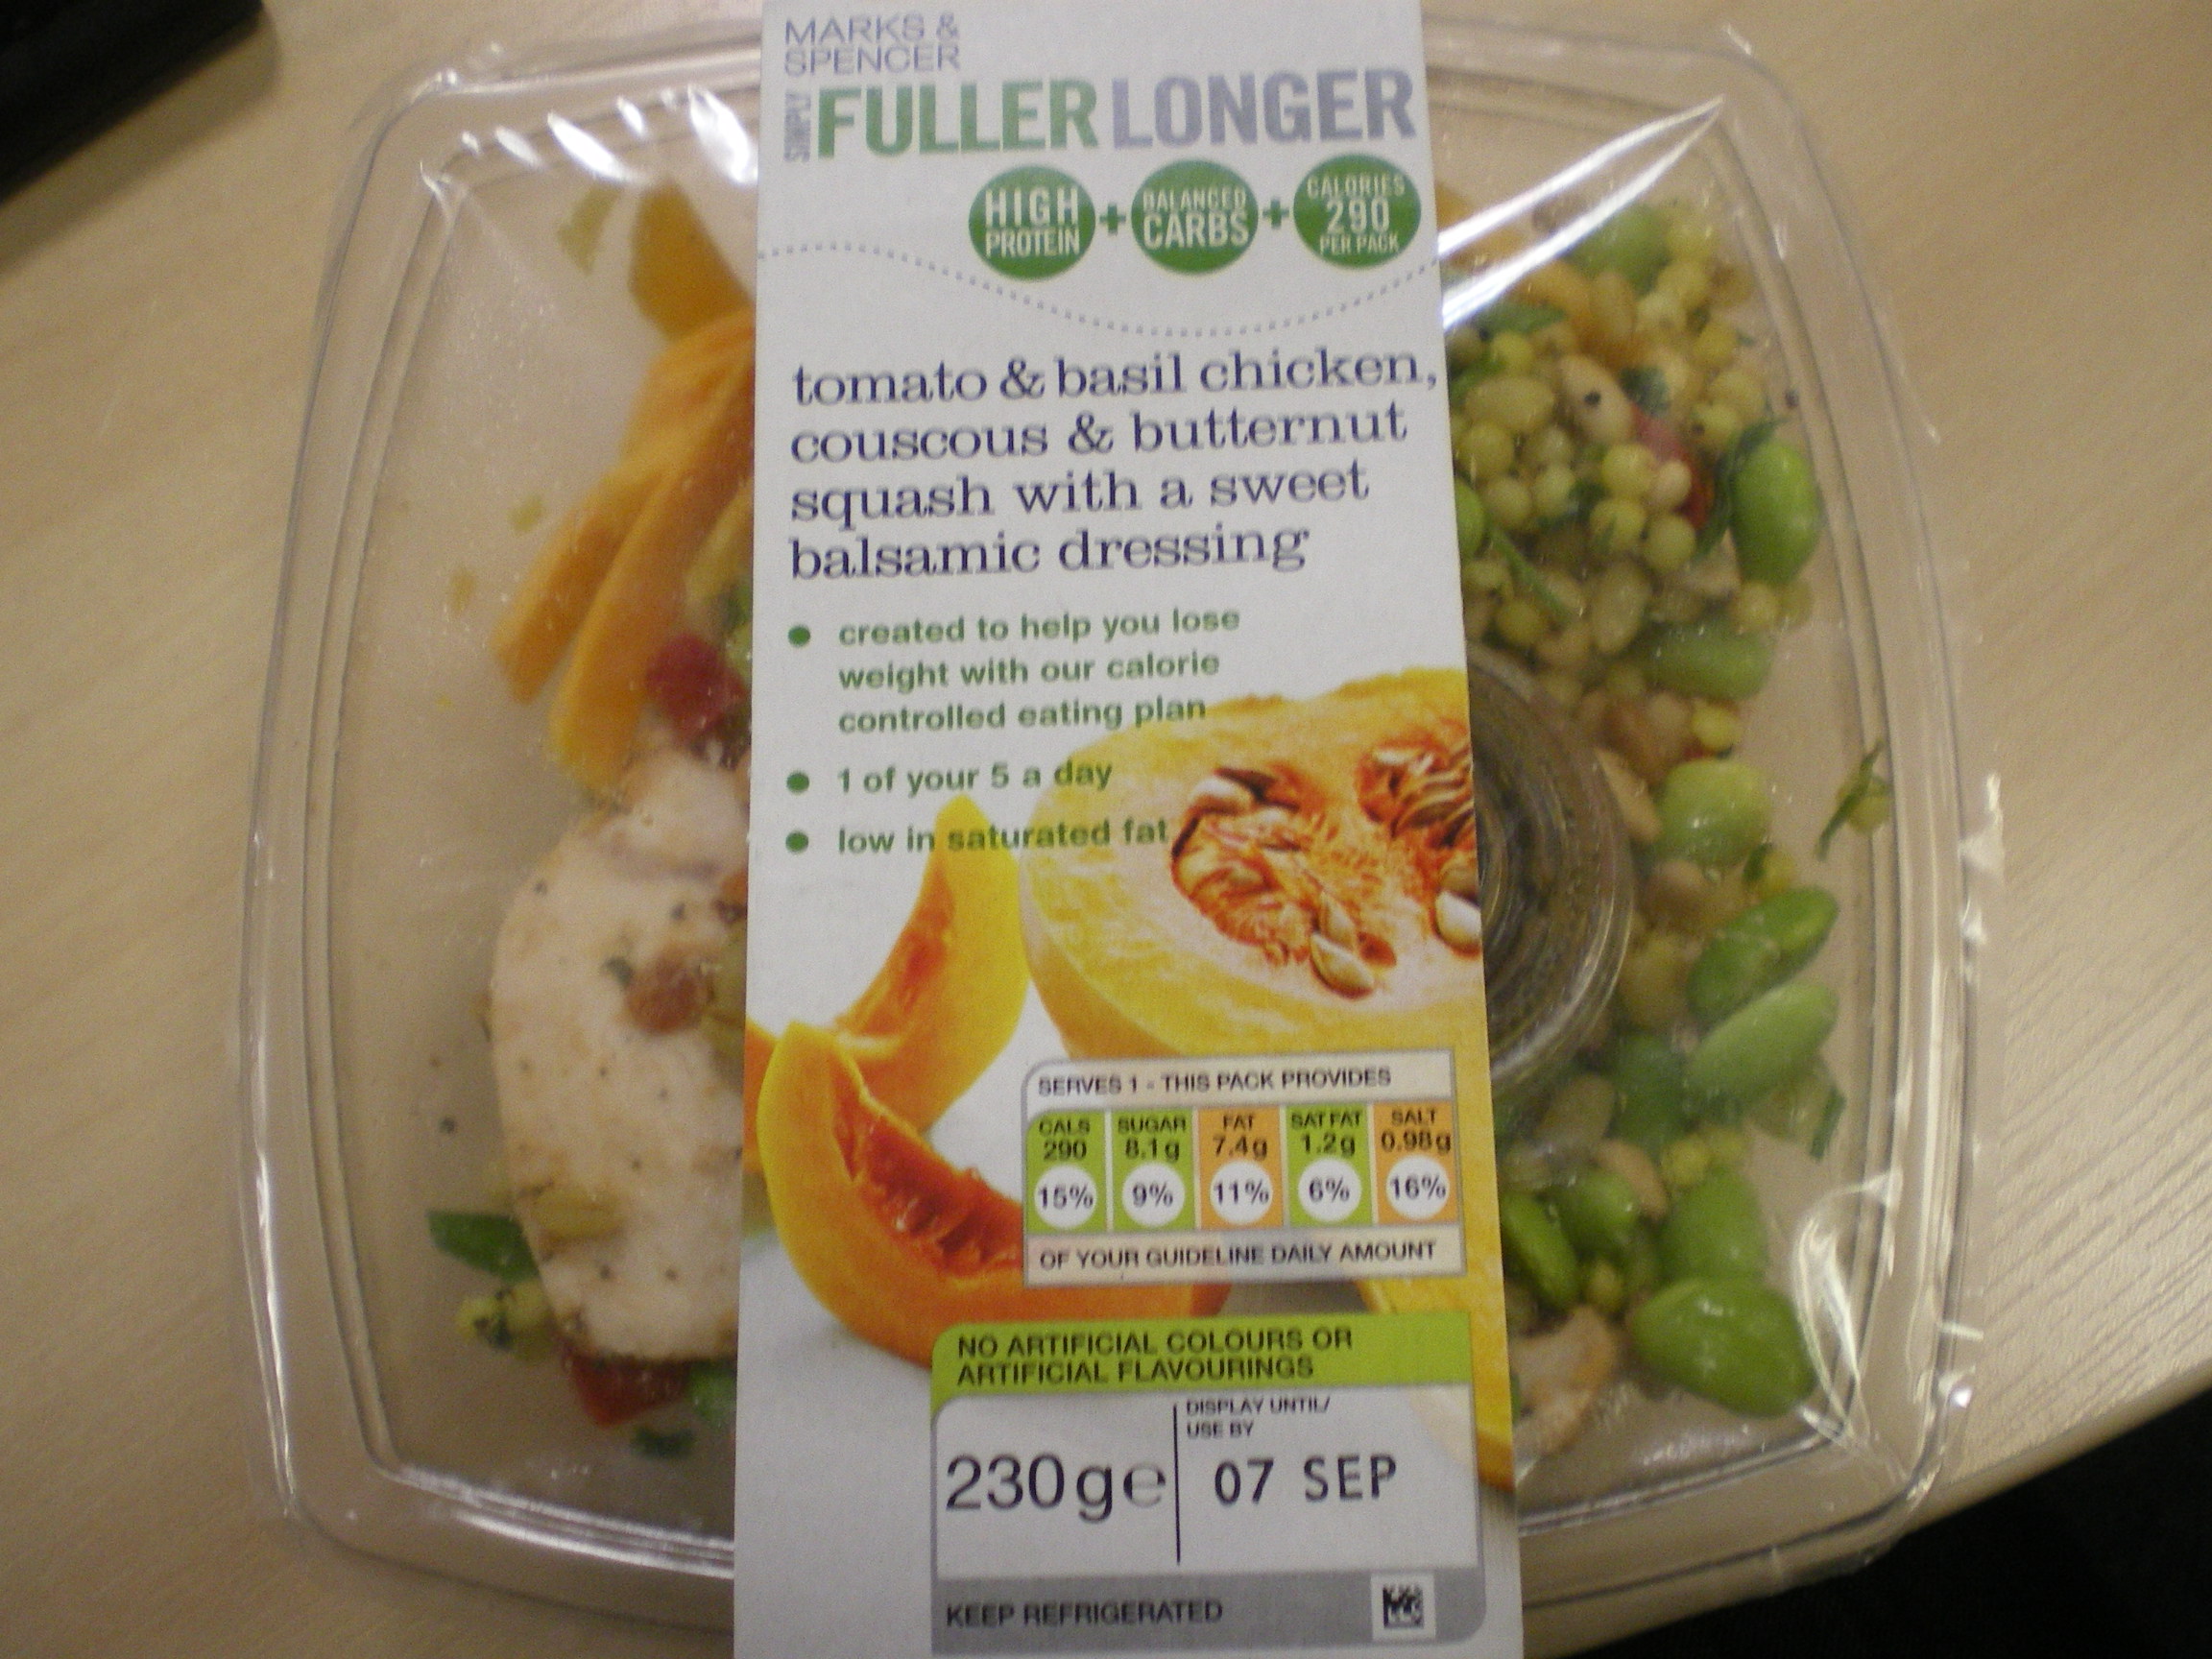 MARKS &
SPENCER
SIMPLY FULLER LONGER
HIGH PROTEIN + BALANCED CARBS + CALORIES 290 PER PACK
tomato & basil chicken,
couscous & butternut
squash with a sweet
balsamic dressing
created to help you lose
weight with our calorie
controlled eating plan
1 of your 5 a day
low in saturated fat
SERVES 1 - THIS PACK PROVIDES
CALS SUGAR FAT SAT FAT SALT
290 8.1g 7.4g 1.2g 0.98g
15% 9% 11% 6% 16%
OF YOUR GUIDELINE DAILY AMOUNT
NO ARTIFICIAL COLOURS OR
ARTIFICIAL FLAVOURINGS
DISPLAY UNTIL/
USE BY
230g℮ 07 SEP
KEEP REFRIGERATED